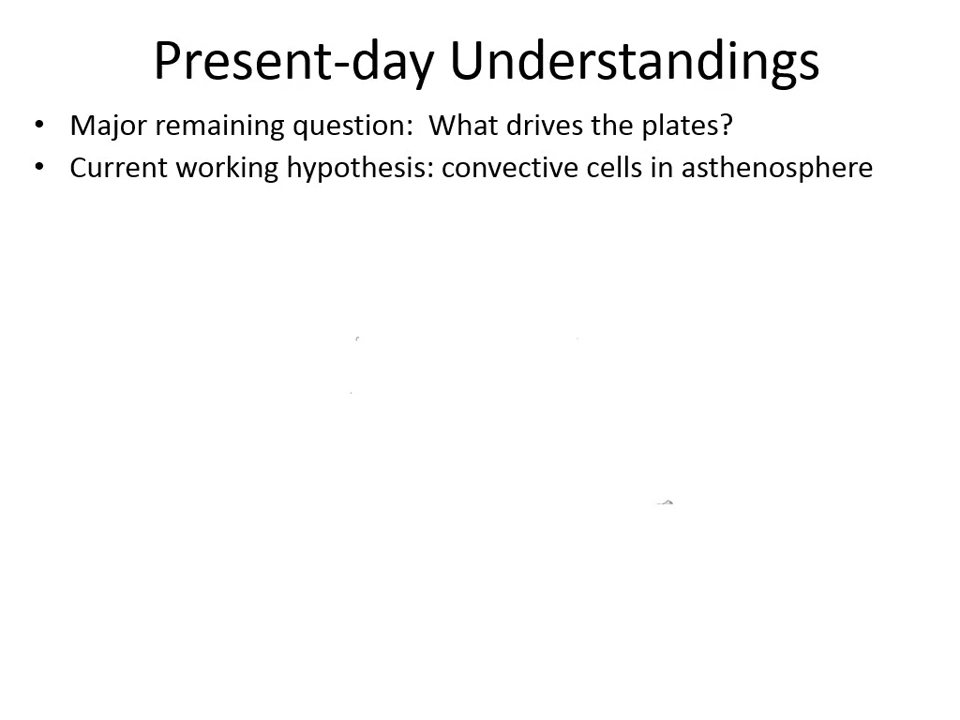 Present-day Understandings
• Major remaining question:  What drives the plates?
• Current working hypothesis: convective cells in asthenosphere